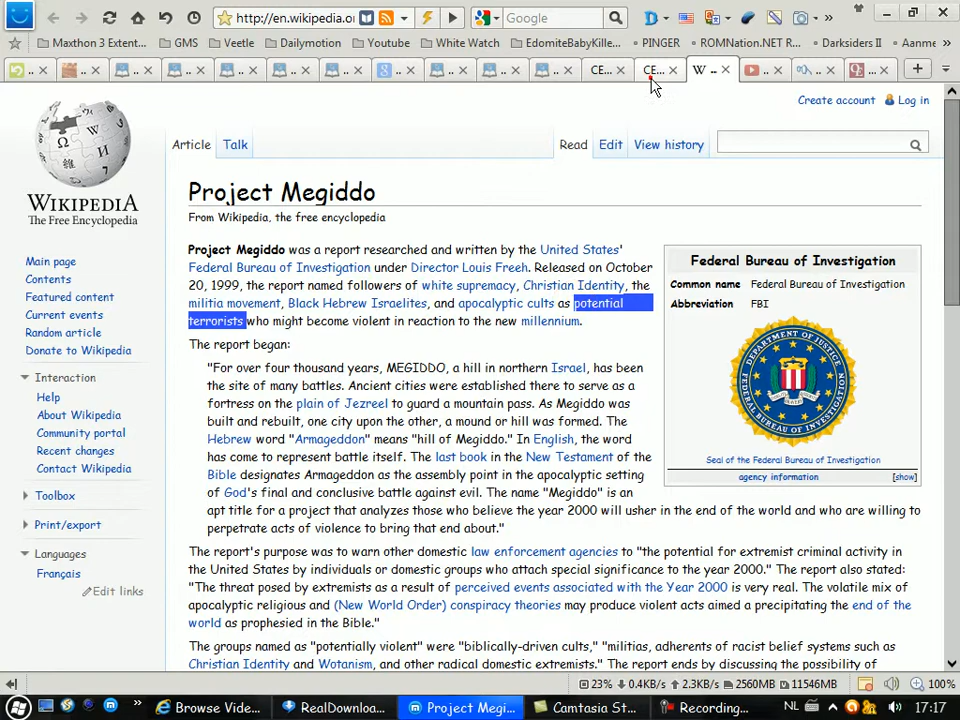 http://en.wikipedia.or
Google
Maxthon 3 Extent...
GMS
Veetle
Dailymotion
Youtube
White Watch
EdomiteBabyKille...
PINGER
ROMNation.NET R...
Darksiders II
Aanme
CE...
CE...
W ...
Create account
Log in
Article
Talk
Read
Edit
View history
WIKIPEDIA
The Free Encyclopedia
Main page
Contents
Featured content
Current events
Random article
Donate to Wikipedia
Interaction
Help
About Wikipedia
Community portal
Recent changes
Contact Wikipedia
Toolbox
Print/export
Languages
Français
Edit links
Project Megiddo
From Wikipedia, the free encyclopedia
Project Megiddo was a report researched and written by the United States'
Federal Bureau of Investigation under Director Louis Freeh. Released on October
20, 1999, the report named followers of white supremacy, Christian Identity, the
militia movement, Black Hebrew Israelites, and apocalyptic cults as potential
terrorists who might become violent in reaction to the new millennium.
The report began:
"For over four thousand years, MEGIDDO, a hill in northern Israel, has been
the site of many battles. Ancient cities were established there to serve as a
fortress on the plain of Jezreel to guard a mountain pass. As Megiddo was
built and rebuilt, one city upon the other, a mound or hill was formed. The
Hebrew word "Armageddon" means "hill of Megiddo." In English, the word
has come to represent battle itself. The last book in the New Testament of the
Bible designates Armageddon as the assembly point in the apocalyptic setting
of God's final and conclusive battle against evil. The name "Megiddo" is an
apt title for a project that analyzes those who believe the year 2000 will usher in the end of the world and who are willing to
perpetrate acts of violence to bring that end about."
The report's purpose was to warn other domestic law enforcement agencies to "the potential for extremist criminal activity in
the United States by individuals or domestic groups who attach special significance to the year 2000." The report also stated:
"The threat posed by extremists as a result of perceived events associated with the Year 2000 is very real. The volatile mix of
apocalyptic religious and (New World Order) conspiracy theories may produce violent acts aimed a precipitating the end of the
world as prophesied in the Bible."
The groups named as "potentially violent" were "biblically-driven cults," "militias, adherents of racist belief systems such as
Christian Identity and Wotanism, and other radical domestic extremists." The report ends by discussing the possibility of
Federal Bureau of Investigation
Common name Federal Bureau of Investigation
Abbreviation FBI
DEPARTMENT OF JUSTICE
FEDERAL BUREAU OF INVESTIGATION
Seal of the Federal Bureau of Investigation
agency information [show]
23% 0.4KB/s 2.3KB/s 2560MB 11546MB 100%
Browse Vide...
RealDownloa...
Project Megi...
Camtasia St...
Recording...
NL
17:17